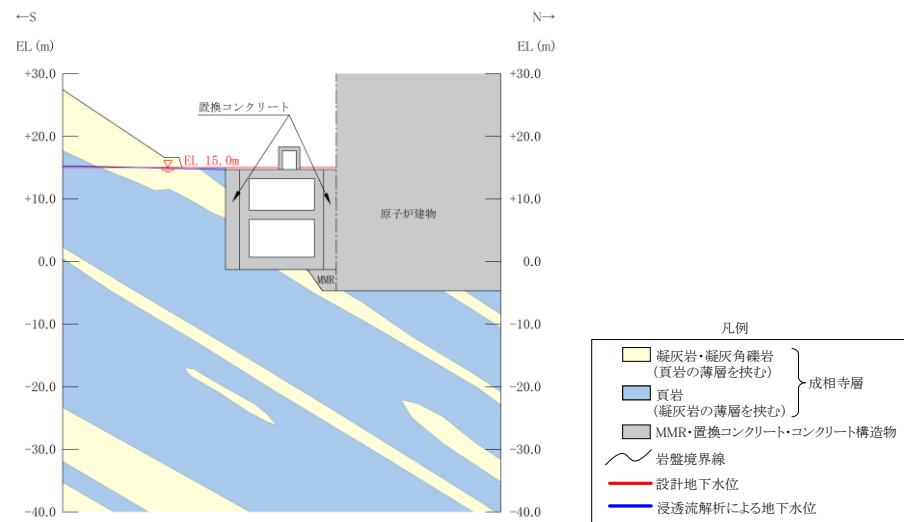 ←S
N→
EL (m)
EL (m)
+30.0
+30.0
置換コンクリート
+20.0
+20.0
EL 15.0m
+10.0
+10.0
原子炉建物
0.0
0.0
MMR
−10.0
−10.0
−20.0
−20.0
−30.0
−30.0
−40.0
−40.0
凡例
凝灰岩・凝灰角礫岩
(頁岩の薄層を挟む)
成相寺層
頁岩
(凝灰岩の薄層を挟む)
MMR・置換コンクリート・コンクリート構造物
岩盤境界線
設計地下水位
浸透流解析による地下水位